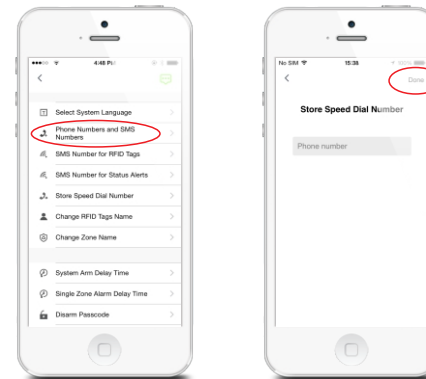 4:48 P
Select System Language
Phone Numbers and SMS
Numbers
SMS Number for RFID Tags
SMS Number for Status Alerts
Store Speed Dial Number
Change RFID Tags Name
Change Zone Name
System Arm Delay Time
Single Zone Alarm Delay Time
Disarm Passcode
No SIM 15:38
Done
Store Speed Dial Number
Phone number